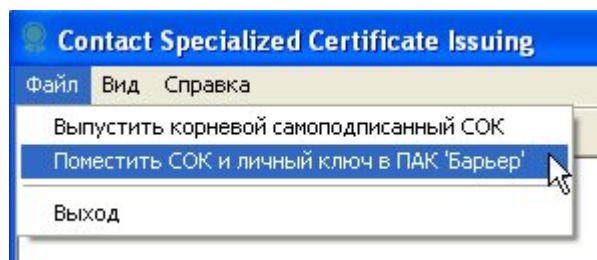 Contact Specialized Certificate Issuing
Файл Вид Справка
Выпустить корневой самоподписанный СОК
Поместить СОК и личный ключ в ПАК 'Барьер'
Выход